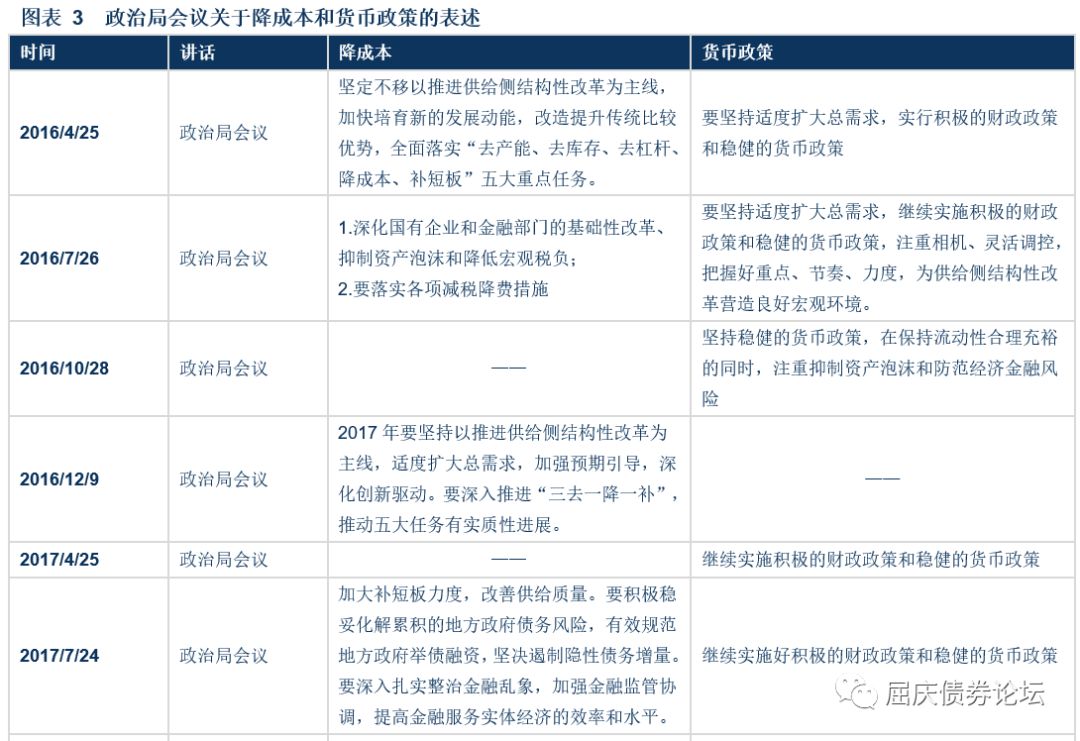 图表 3 政治局会议关于降成本和货币政策的表述
时间 讲话 降成本 货币政策
2016/4/25
政治局会议
坚定不移以推进供给侧结构性改革为主线，
加快培育新的发展动能，改造提升传统比较
优势，全面落实“去产能、去库存、去杠杆、
降成本、补短板”五大重点任务。
要坚持适度扩大总需求，实行积极的财政政策
和稳健的货币政策
2016/7/26
政治局会议
1.深化国有企业和金融部门的基础性改革、
抑制资产泡沫和降低宏观税负；
2.要落实各项减税降费措施
要坚持适度扩大总需求，继续实施积极的财政
政策和稳健的货币政策，注重相机、灵活调控，
把握好重点、节奏、力度，为供给侧结构性改
革营造良好宏观环境。
2016/10/28
政治局会议
——
坚持稳健的货币政策，在保持流动性合理充裕
的同时，注重抑制资产泡沫和防范经济金融风
险
2016/12/9
政治局会议
2017 年要坚持以推进供给侧结构性改革为
主线，适度扩大总需求，加强预期引导，深
化创新驱动。要深入推进“三去一降一补”，
推动五大任务有实质性进展。
——
2017/4/25
政治局会议
——
继续实施积极的财政政策和稳健的货币政策
2017/7/24
政治局会议
加大补短板力度，改善供给质量。要积极稳
妥化解累积的地方政府债务风险，有效规范
地方政府举债融资，坚决遏制隐性债务增量。
要深入扎实整治金融乱象，加强金融监管协
调，提高金融服务实体经济的效率和水平。
继续实施好积极的财政政策和稳健的货币政策
屈庆债券论坛